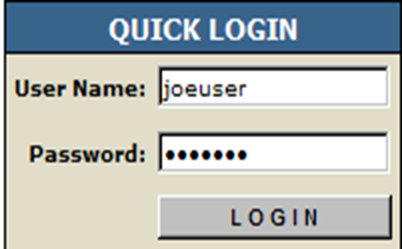 QUICK LOGIN
User Name: joeuser
Password: •••••••
LOGIN